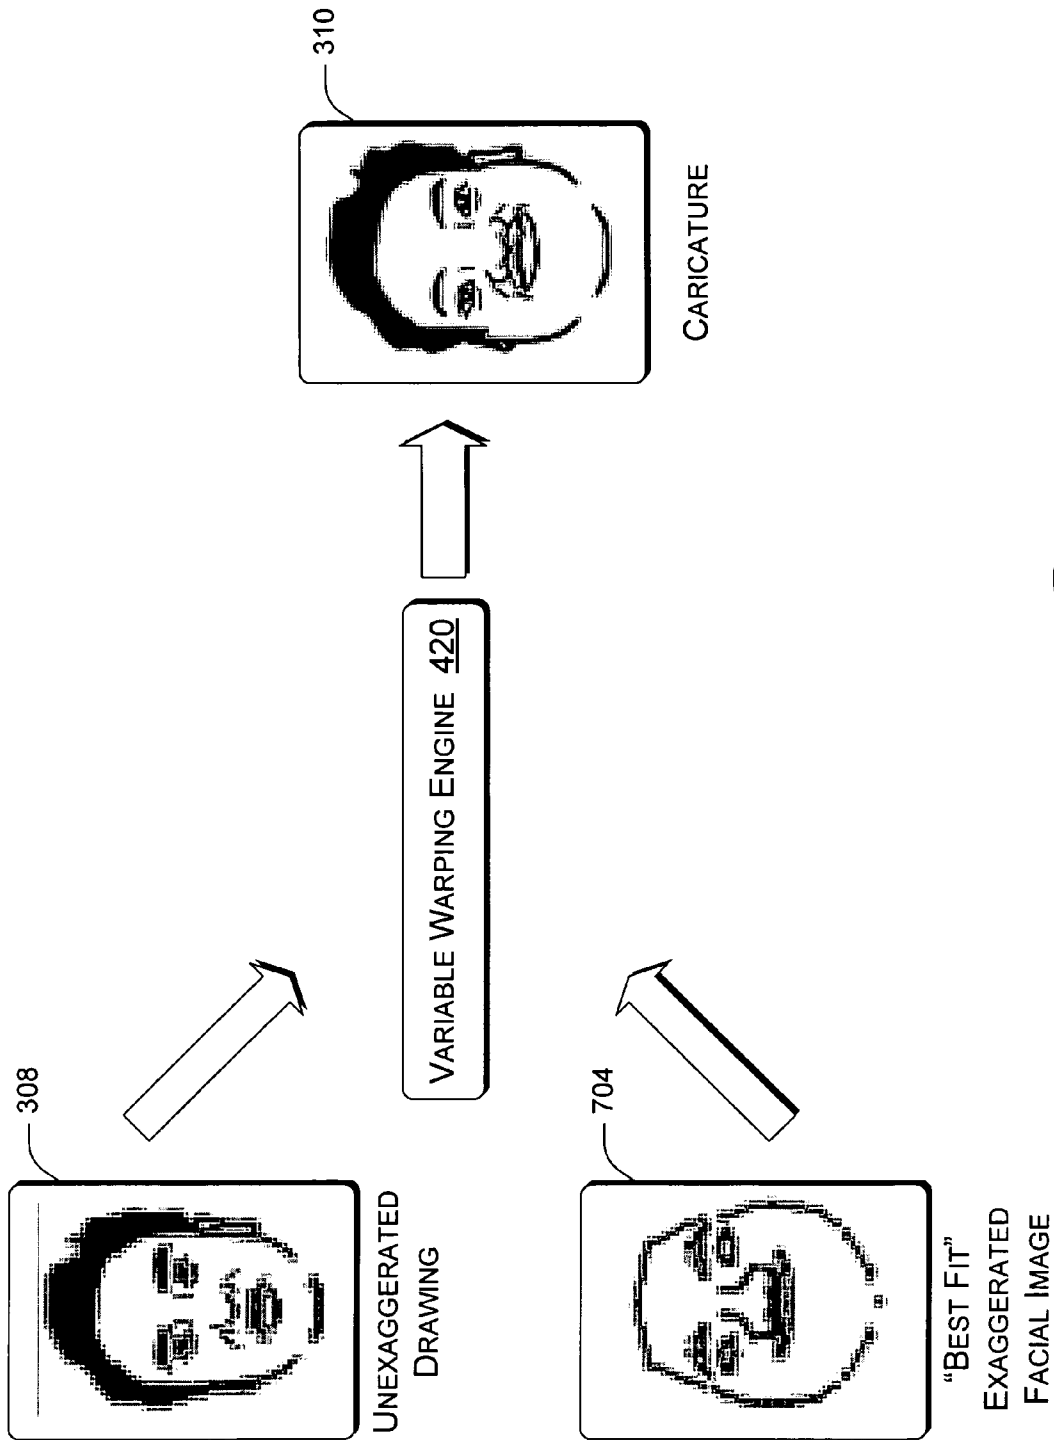 308
UNEXAGGERATED
DRAWING
704
"BEST FIT"
EXAGGERATED
FACIAL IMAGE
VARIABLE WARPING ENGINE 420
310
CARICATURE